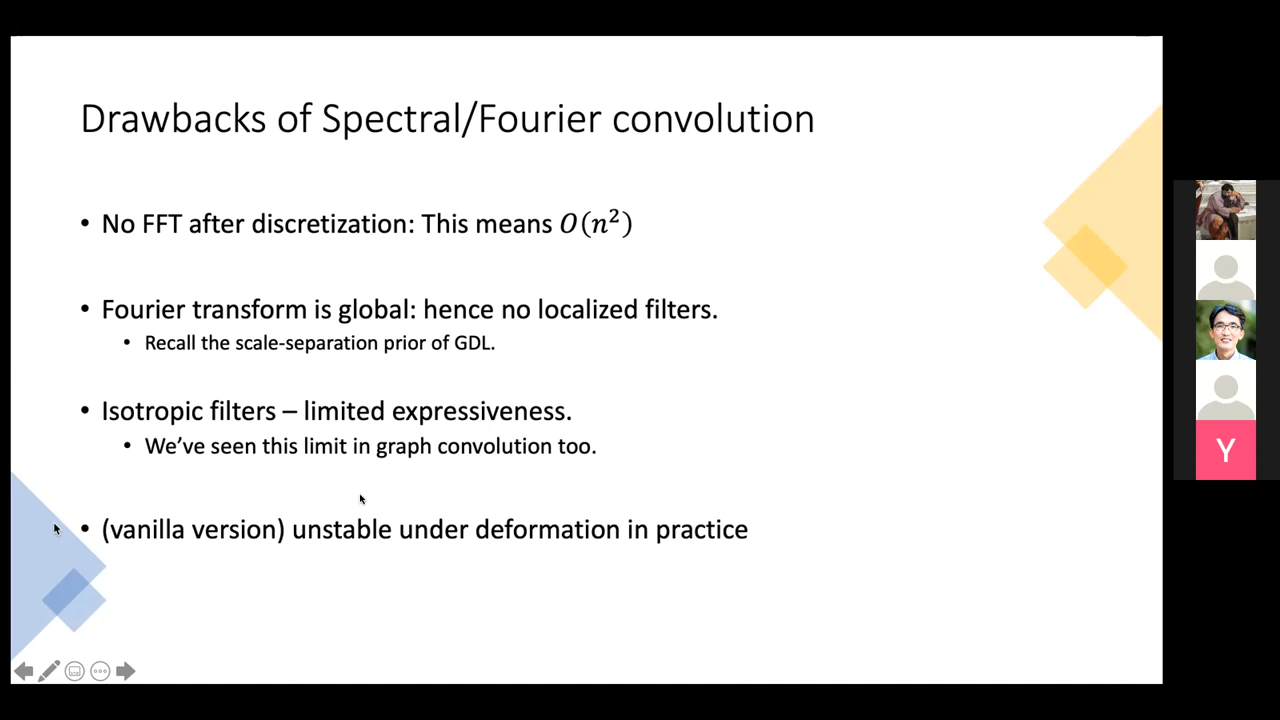 Drawbacks of Spectral/Fourier convolution
• No FFT after discretization: This means O(n²)
• Fourier transform is global: hence no localized filters.
• Recall the scale-separation prior of GDL.
• Isotropic filters – limited expressiveness.
• We’ve seen this limit in graph convolution too.
• (vanilla version) unstable under deformation in practice
Y